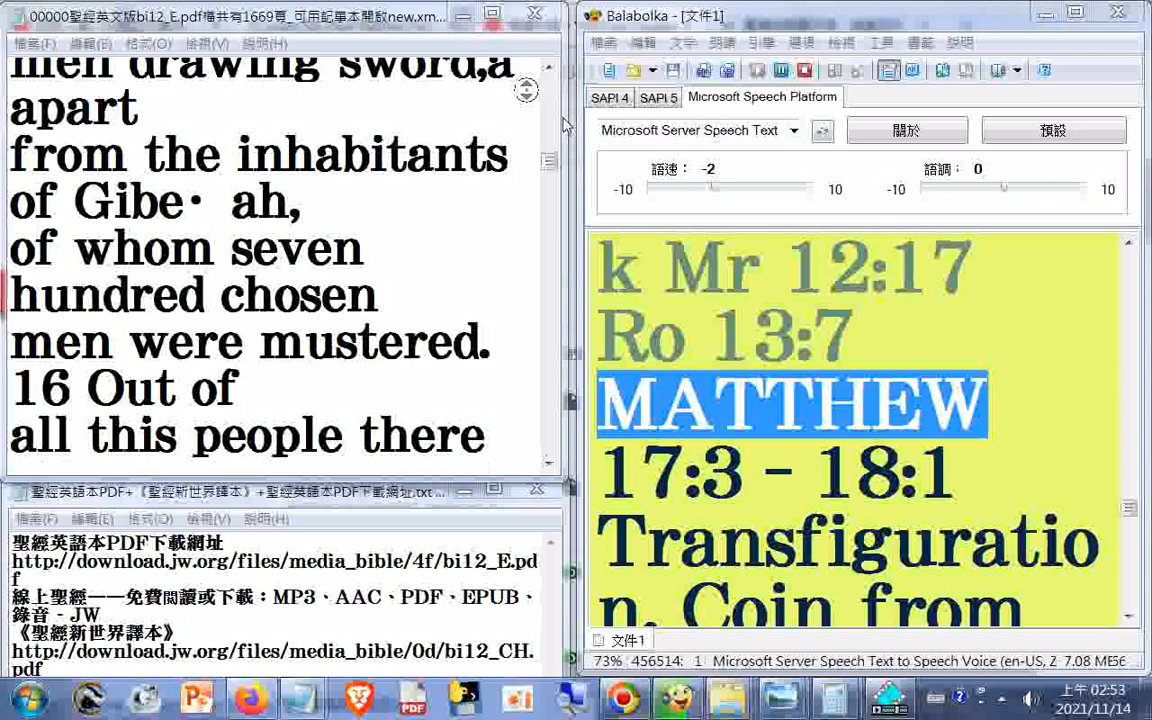 00000聖經英文版bi12_E.pdf檔共有1669頁_可用記事本開啟new.xm...
檔案(F) 編輯(E) 格式(O) 檢視(V) 說明(H)
men drawing sword,a
apart
from the inhabitants
of Gibe· ah,
of whom seven
hundred chosen
men were mustered.
16 Out of
all this people there
聖經英語本PDF+《聖經新世界譯本》+聖經英語本PDF下載網址.txt ...
檔案(F) 編輯(E) 格式(O) 檢視(V) 說明(H)
聖經英語本PDF下載網址
http://download.jw.org/files/media_bible/4f/bi12_E.pd
f
線上聖經——免費閱讀或下載：MP3、AAC、PDF、EPUB、
錄音 - JW
《聖經新世界譯本》
http://download.jw.org/files/media_bible/0d/bi12_CH.
pdf
Balabolka - [文件1]
檔案 編輯 文字 朗讀 引擎 選項 檢視 工具 書籤 說明
SAPI 4 SAPI 5 Microsoft Speech Platform
Microsoft Server Speech Text 關於 預設
語速： -2 語調： 0
-10 10 -10 10
k Mr 12:17
Ro 13:7
MATTHEW
17:3 - 18:1
Transfiguratio
n. Coin from
文件1
73% 456514: 1 Microsoft Server Speech Text to Speech Voice (en-US, Z 7.08 ME56
PDF
上午 02:53
2021/11/14